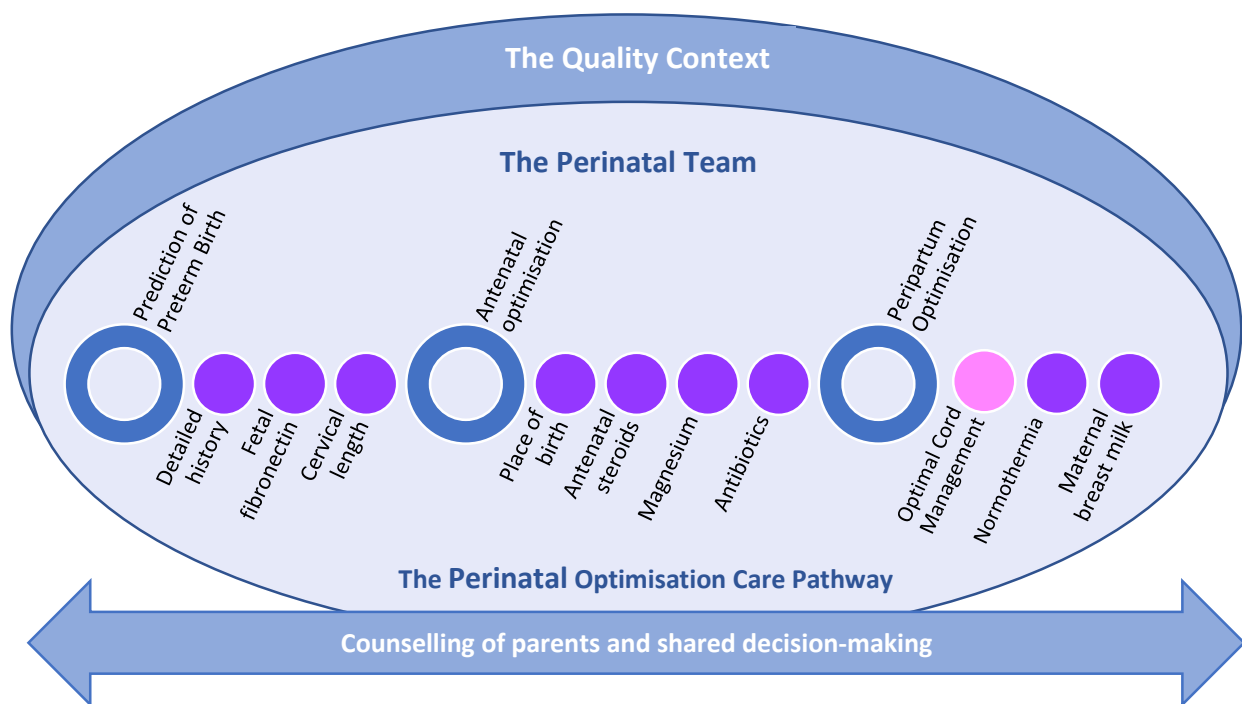 The Quality Context
The Perinatal Team
Prediction of
Preterm Birth
Detailed
history
Fetal
fibronectin
Cervical
length
Antenatal
optimisation
Place of
birth
Antenatal
steroids
Magnesium
Antibiotics
Peripartum
Optimisation
Optimal Cord
Management
Normothermia
Maternal
breast milk
The Perinatal Optimisation Care Pathway
Counselling of parents and shared decision-making